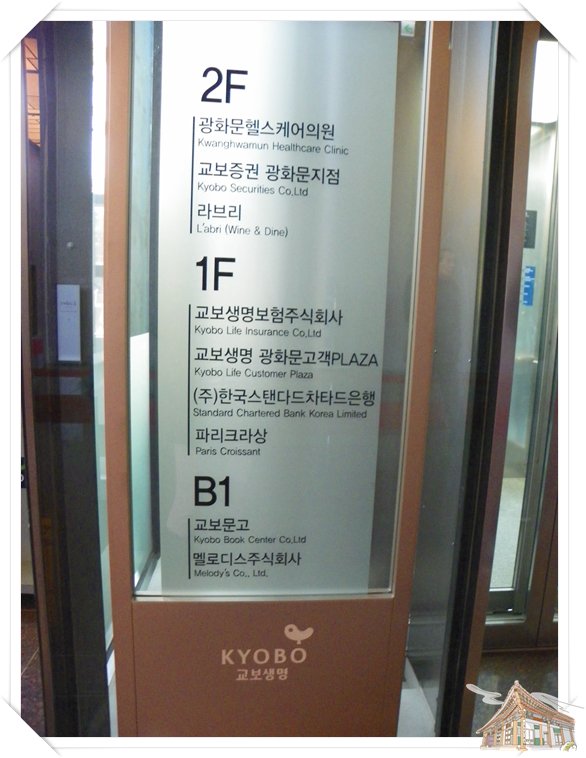 2F
광화문헬스케어의원
Kwanghwamun Healthcare Clinic
교보증권 광화문지점
Kyobo Securities Co,Ltd
라브리
L'abri (Wine & Dine)
1F
교보생명보험주식회사
Kyobo Life Insurance Co,Ltd
교보생명 광화문고객PLAZA
Kyobo Life Customer Plaza
(주)한국스탠다드차타드은행
Standard Chartered Bank Korea Limited
파리크라상
Paris Croissant
B1
교보문고
Kyobo Book Center Co,Ltd
멜로디스주식회사
Melody's Co., Ltd.
KYOBO
교보생명